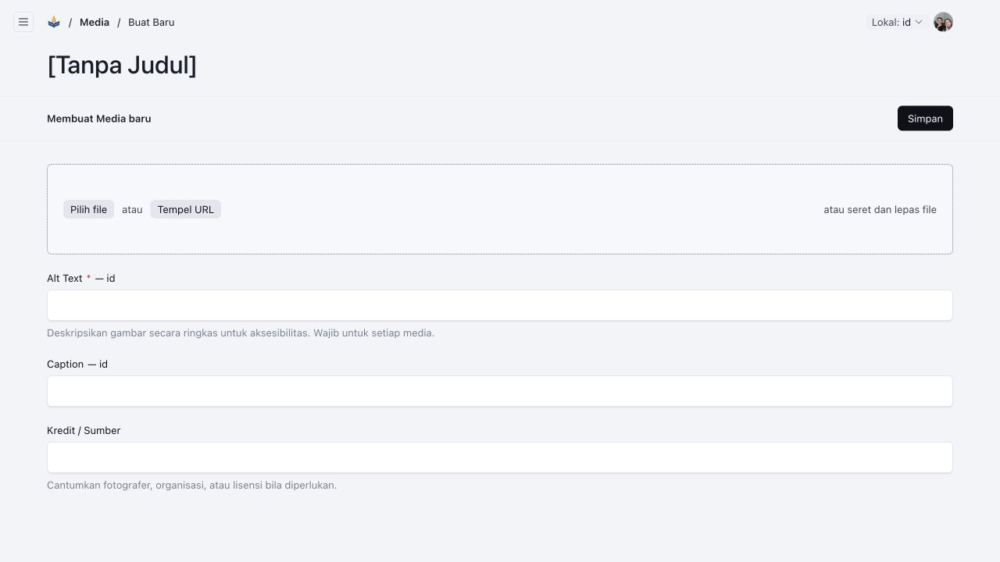 / Media / Buat Baru
Lokal: id
[Tanpa Judul]
Membuat Media baru
Simpan
Pilih file atau Tempel URL
atau seret dan lepas file
Alt Text * — id
Deskripsikan gambar secara ringkas untuk aksesibilitas. Wajib untuk setiap media.
Caption — id
Kredit / Sumber
Cantumkan fotografer, organisasi, atau lisensi bila diperlukan.